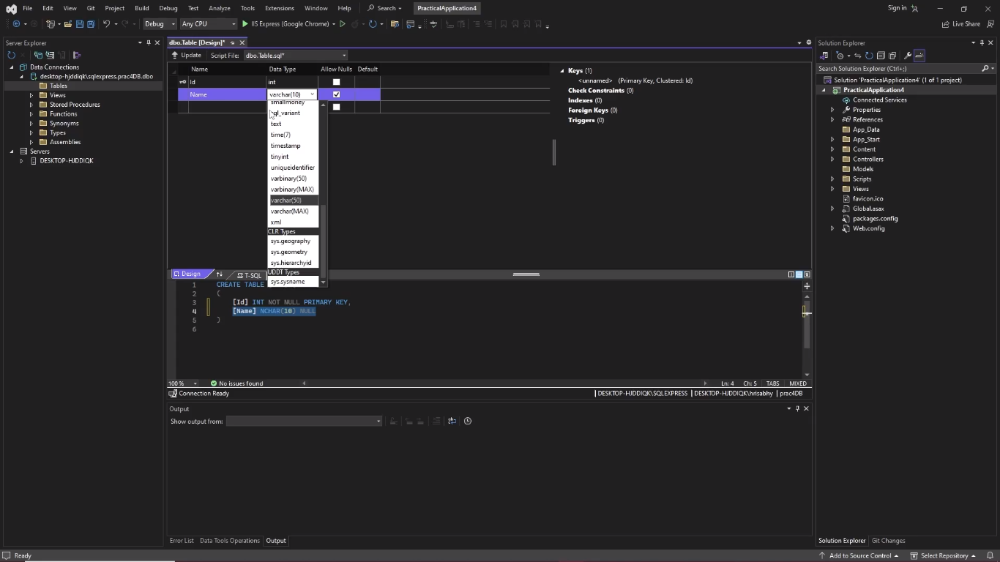 File Edit View Git Project Build Debug Test Analyze Tools Extensions Window Help Search PracticalApplication4 Sign in
Debug Any CPU IIS Express (Google Chrome) Live Share
Server Explorer
Data Connections
desktop-hjddiqk\sqlexpress.prac4DB.dbo
Tables
Views
Stored Procedures
Functions
Synonyms
Types
Assemblies
Servers
DESKTOP-HJDDIQK
dbo.Table [Design]*
Update Script File: dbo.Table.sql*
Name Data Type Allow Nulls Default
Id int
Name varchar(10)
smallmoney
sql_variant
text
time(7)
timestamp
tinyint
uniqueidentifier
varbinary(50)
varbinary(MAX)
varchar(50)
varchar(MAX)
xml
CLR Types
sys.geography
sys.geometry
sys.hierarchyid
UDDT Types
sys.sysname
Keys (1)
<unnamed> (Primary Key, Clustered: Id)
Check Constraints (0)
Indexes (0)
Foreign Keys (0)
Triggers (0)
Design T-SQL
1 CREATE TABLE
2 (
3 [Id] INT NOT NULL PRIMARY KEY,
4 [Name] NCHAR(10) NULL
5 )
6
100 % No issues found Ln: 4 Ch: 5 TABS MIXED
Connection Ready DESKTOP-HJDDIQK\SQLEXPRESS DESKTOP-HJDDIQK\hrisabhy prac4DB
Output
Show output from:
Error List Data Tools Operations Output
Solution Explorer
Search Solution Explorer (Ctrl+;)
Solution 'PracticalApplication4' (1 of 1 project)
PracticalApplication4
Connected Services
Properties
References
App_Data
App_Start
Content
Controllers
Models
Scripts
Views
favicon.ico
Global.asax
packages.config
Web.config
Solution Explorer Git Changes
Ready Add to Source Control Select Repository